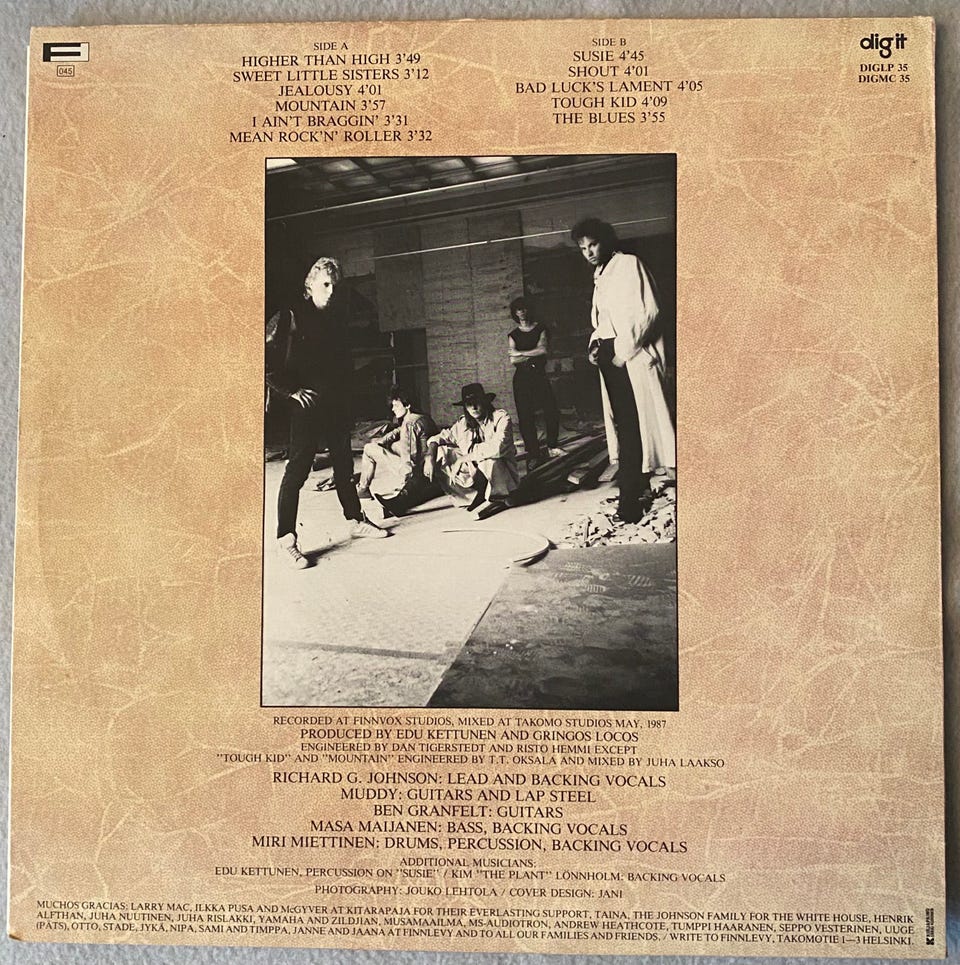 F
045
SIDE A
HIGHER THAN HIGH 3'49
SWEET LITTLE SISTERS 3'12
JEALOUSY 4'01
MOUNTAIN 3'57
I AIN'T BRAGGIN' 3'31
MEAN ROCK'N' ROLLER 3'32
SIDE B
SUSIE 4'45
SHOUT 4'01
BAD LUCK'S LAMENT 4'05
TOUGH KID 4'09
THE BLUES 3'55
digit
DIGLP 35
DIGMC 35
RECORDED AT FINNVOX STUDIOS, MIXED AT TAKOMO STUDIOS MAY, 1987
PRODUCED BY EDU KETTUNEN AND GRINGOS LOCOS
ENGINEERED BY DAN TIGERSTEDT AND RISTO HEMMI EXCEPT
"TOUGH KID" AND "MOUNTAIN" ENGINEERED BY T.T. OKSALA AND MIXED BY JUHA LAAKSO
RICHARD G. JOHNSON: LEAD AND BACKING VOCALS
MUDDY: GUITARS AND LAP STEEL
BEN GRANFELT: GUITARS
MASA MAIJANEN: BASS, BACKING VOCALS
MIRI MIETTINEN: DRUMS, PERCUSSION, BACKING VOCALS
ADDITIONAL MUSICIANS:
EDU KETTUNEN, PERCUSSION ON "SUSIE" / KIM "THE PLANT" LÖNNHOLM: BACKING VOCALS
PHOTOGRAPHY: JOUKO LEHTOLA / COVER DESIGN: JANI
MUCHOS GRACIAS: LARRY MAC, ILKKA PUSA AND McGYVER AT KITARAPAJA FOR THEIR EVERLASTING SUPPORT, TAINA, THE JOHNSON FAMILY FOR THE WHITE HOUSE, HENRIK
ALFTHAN, JUHA NUUTINEN, JUHA RISLAKKI, YAMAHA AND ZILDJIAN, MUSAMAAILMA, MS-AUDIOTRON, ANDREW HEATHCOTE, TUMPPI HAARANEN, SEPPO VESTERINEN, UUGE
(PÄTS), OTTO, STADE, JYKÄ, NIPA, SAMI AND TIMPPA, JANNE AND JAANA AT FINNLEVY AND TO ALL OUR FAMILIES AND FRIENDS. / WRITE TO FINNLEVY, TAKOMOTIE 1—3 HELSINKI.